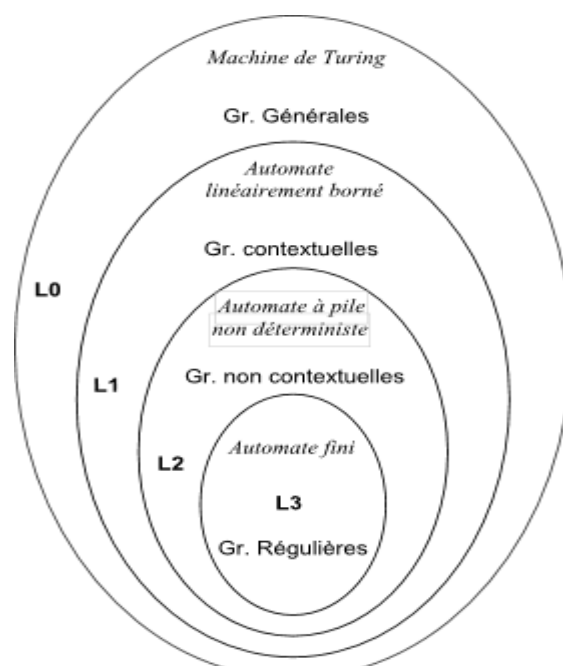 Machine de Turing
Gr. Générales
Automate
linéairement borné
Gr. contextuelles
L0
Automate à pile
non déterministe
Gr. non contextuelles
L1
Automate fini
L2
L3
Gr. Régulières